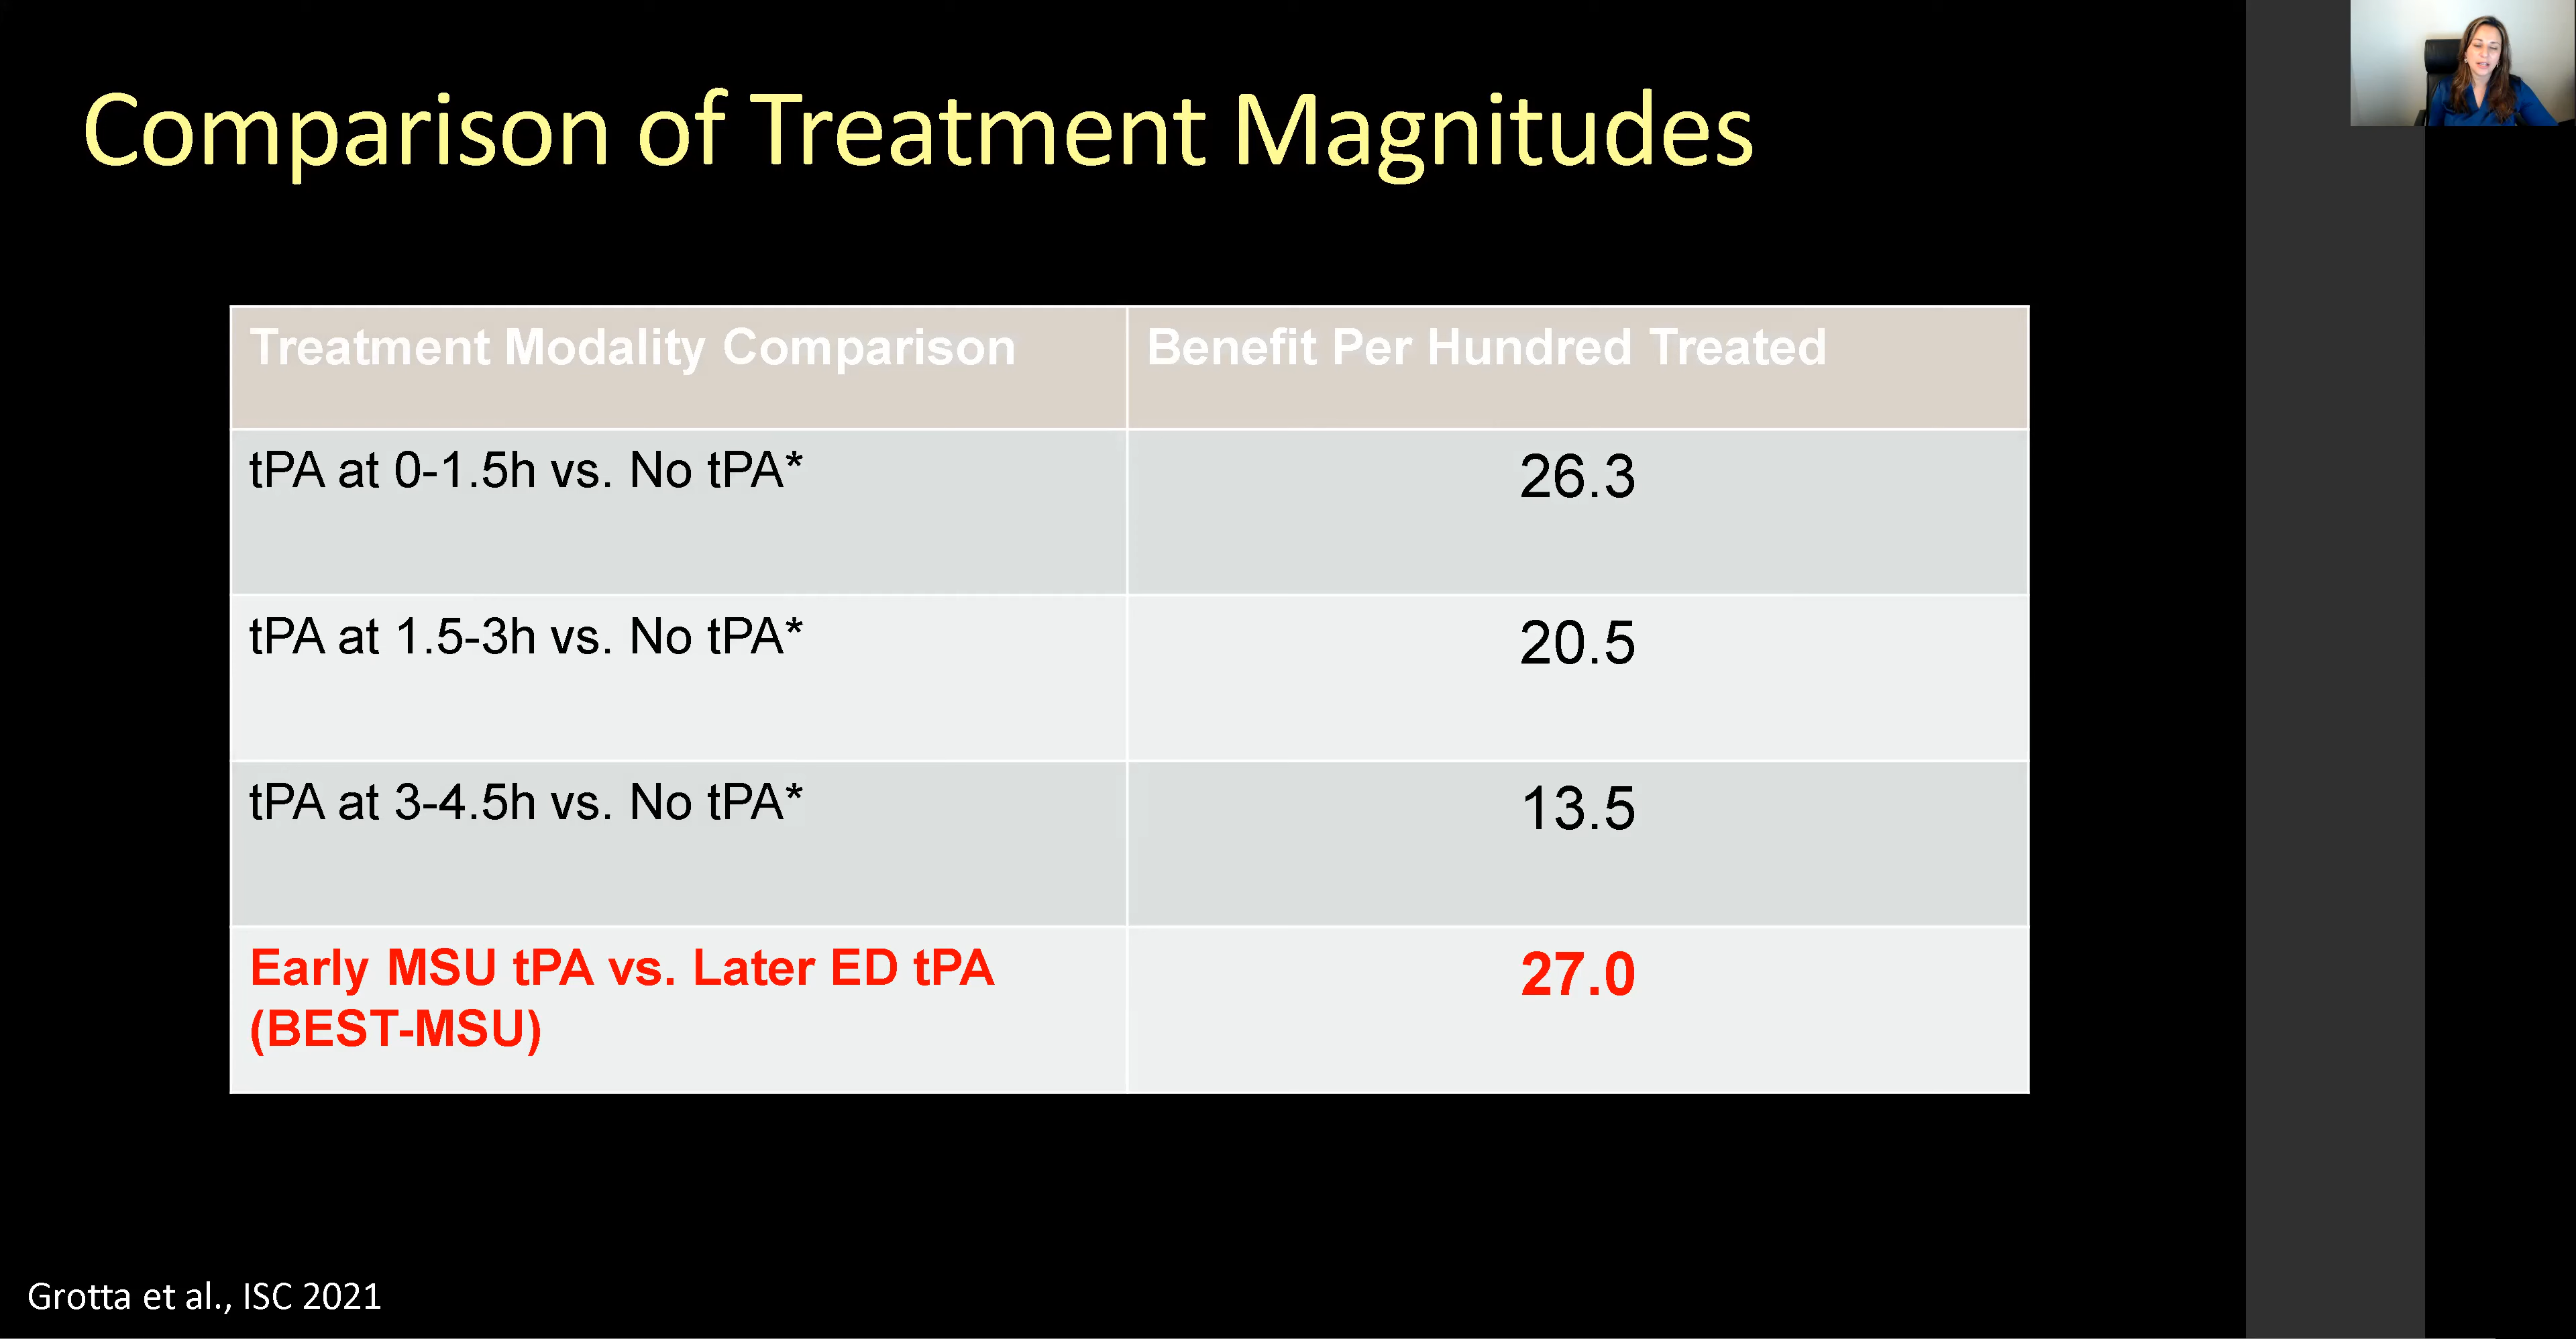 Comparison of Treatment Magnitudes
Treatment Modality Comparison
Benefit Per Hundred Treated
tPA at 0-1.5h vs. No tPA*
26.3
tPA at 1.5-3h vs. No tPA*
20.5
tPA at 3-4.5h vs. No tPA*
13.5
Early MSU tPA vs. Later ED tPA
(BEST-MSU)
27.0
Grotta et al., ISC 2021